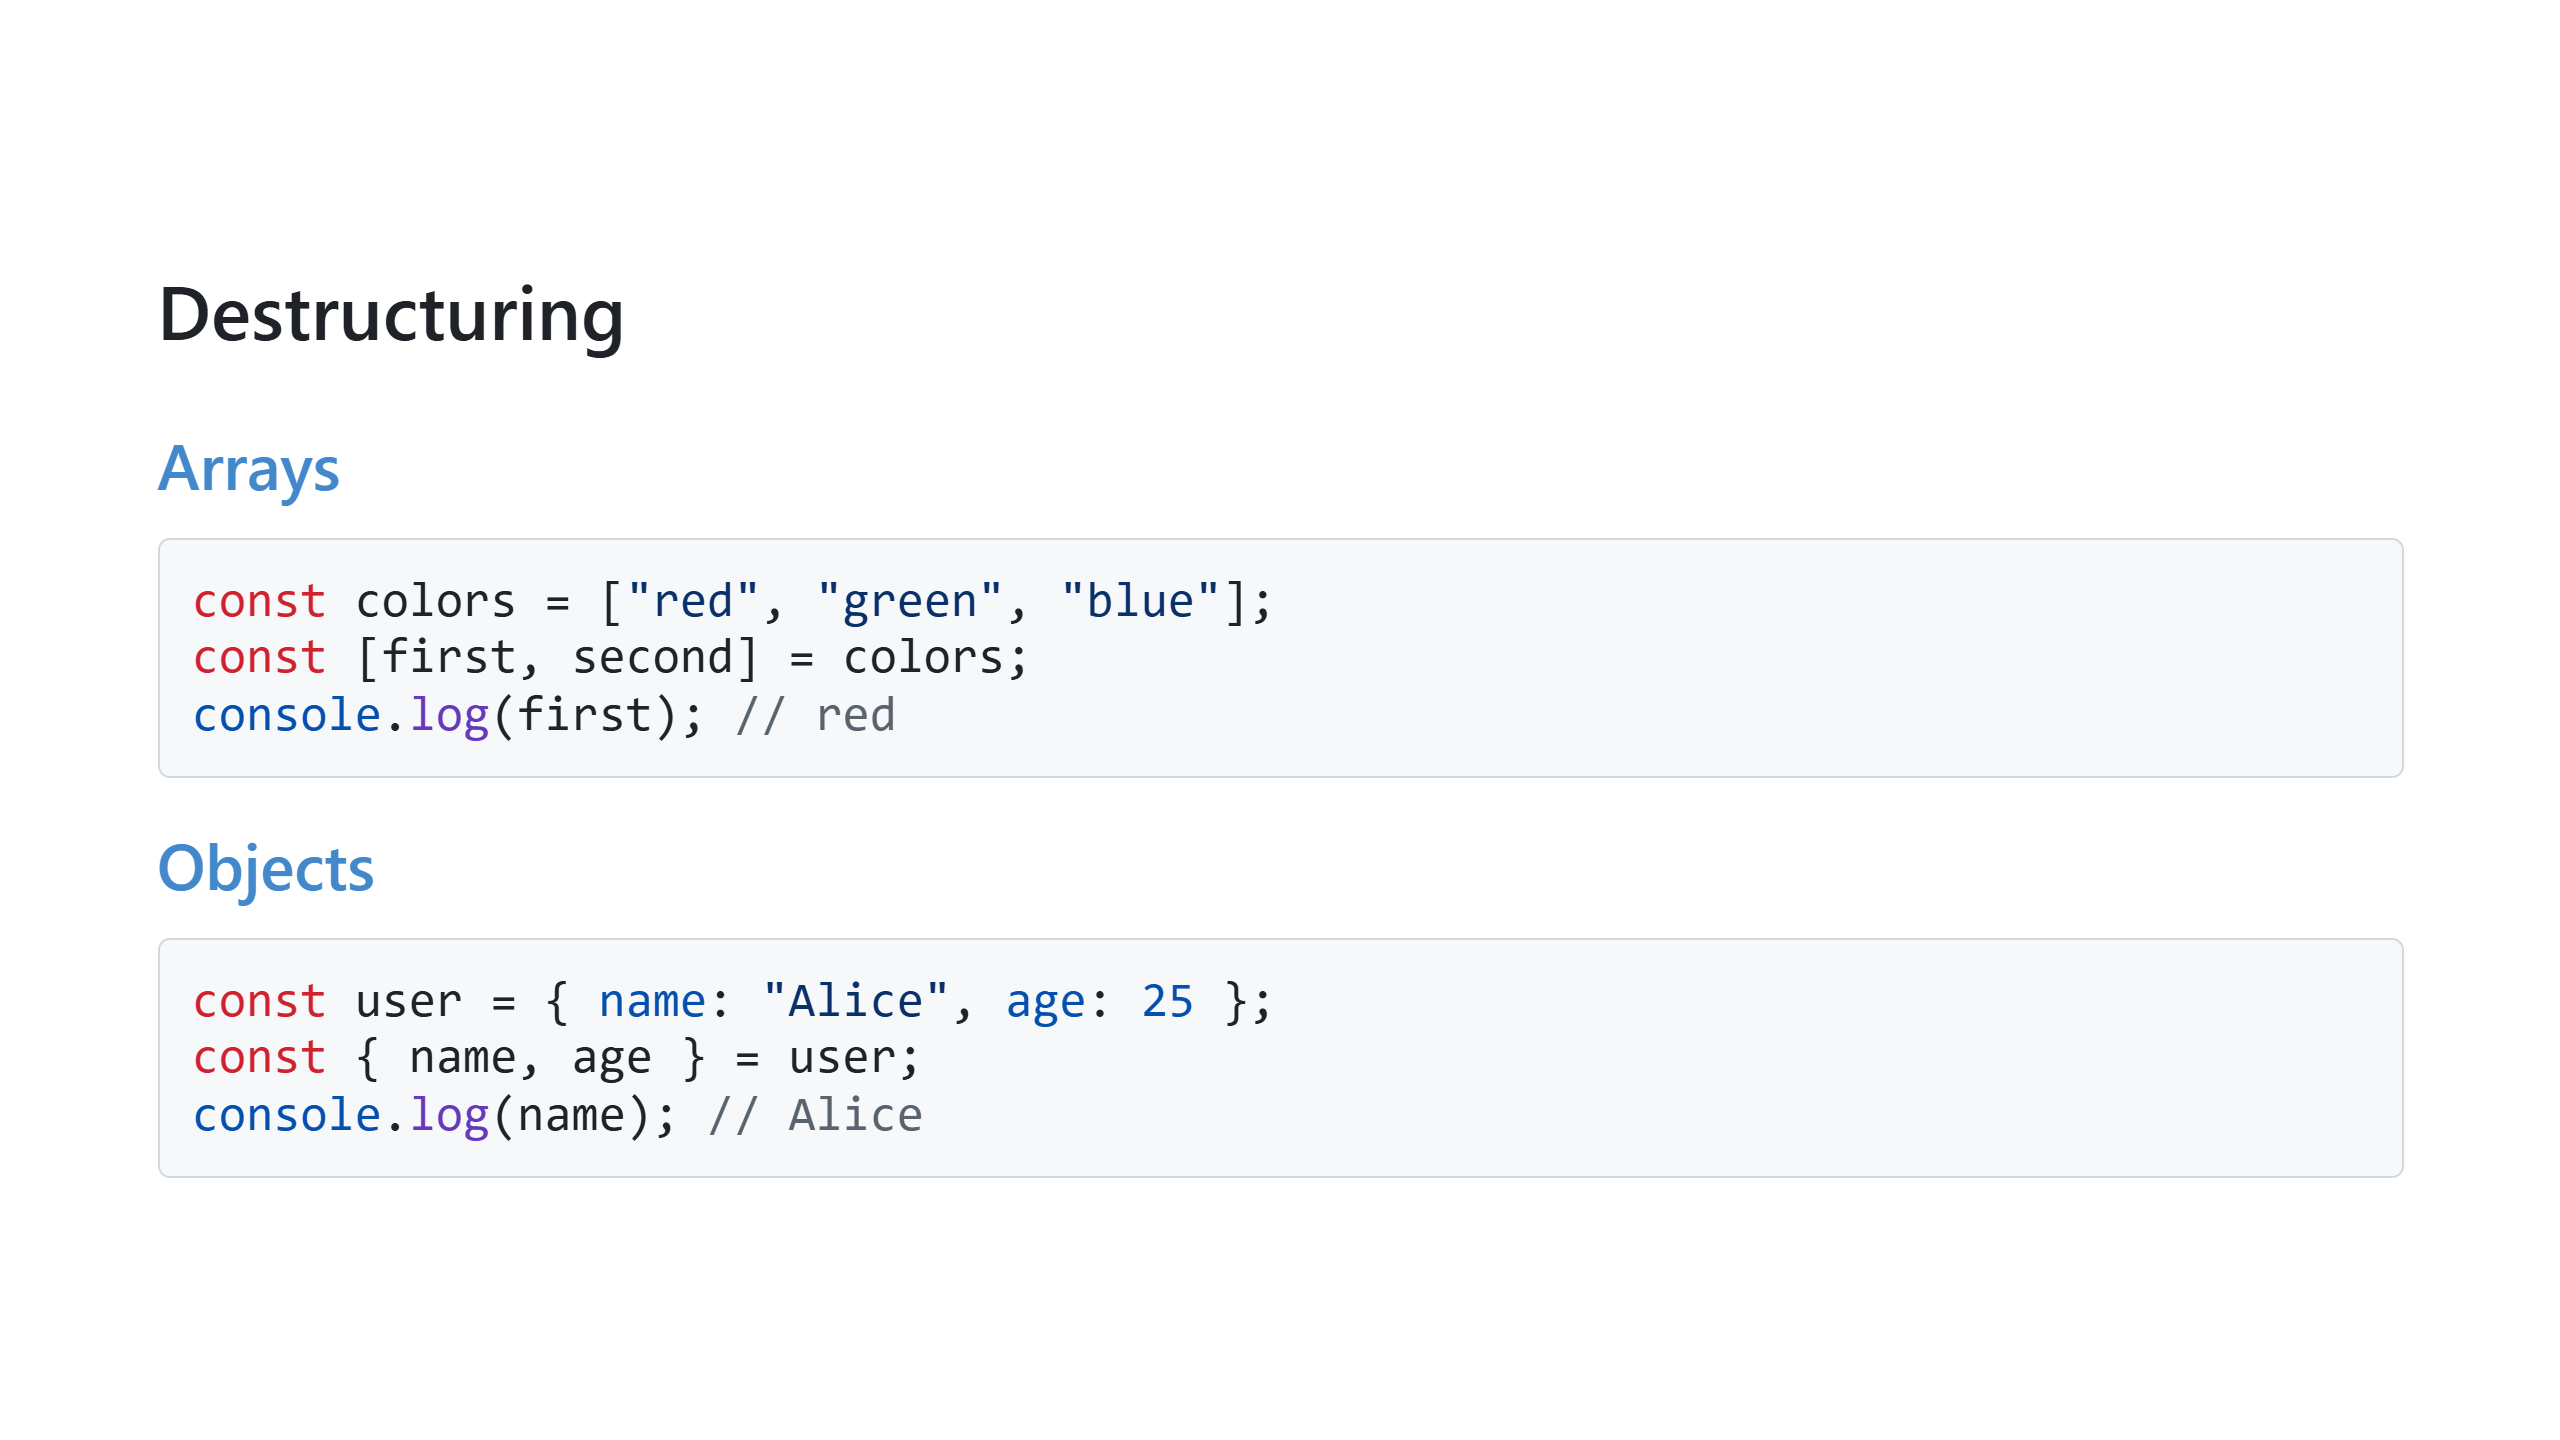 Destructuring
Arrays
const colors = ["red", "green", "blue"];
const [first, second] = colors;
console.log(first); // red
Objects
const user = { name: "Alice", age: 25 };
const { name, age } = user;
console.log(name); // Alice